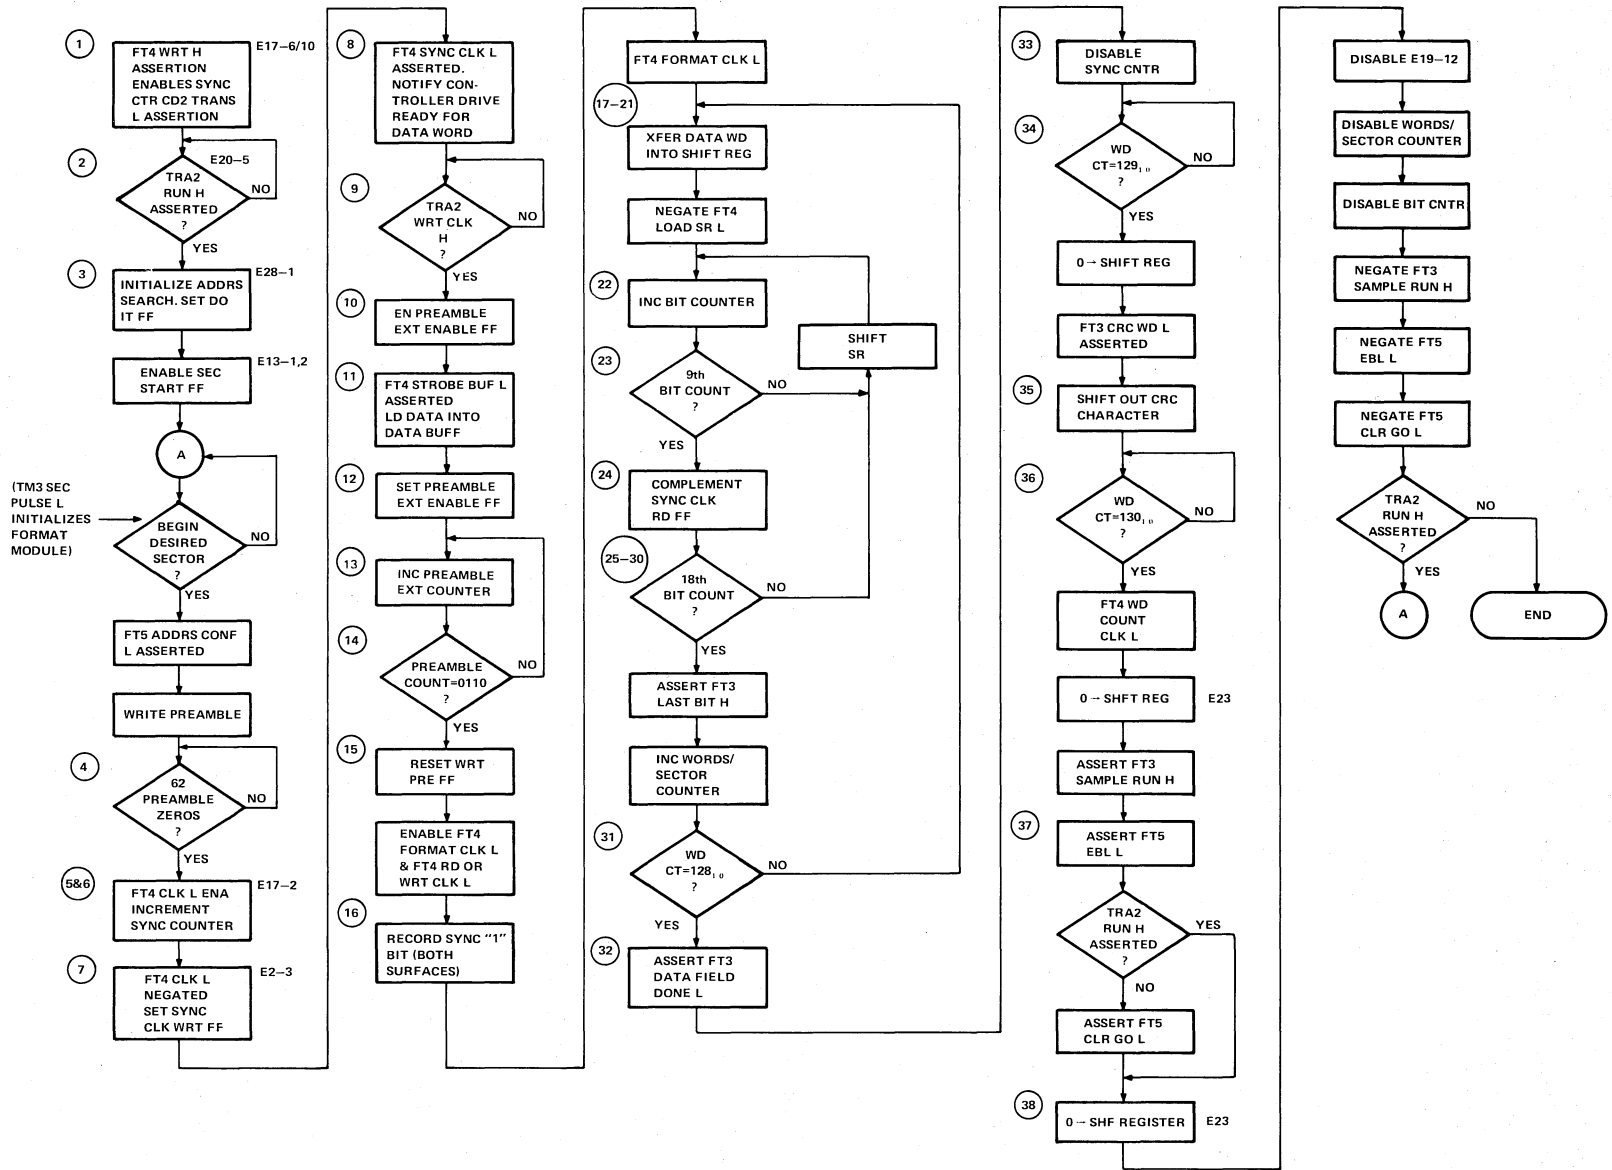 1
FT4 WRT H
ASSERTION
ENABLES SYNC
CTR CD2 TRANS
L ASSERTION
E17–6/10
2
E20–5
TRA2
RUN H
ASSERTED
?
NO
YES
3
E28–1
INITIALIZE ADDRS
SEARCH. SET DO
IT FF
E13–1,2
ENABLE SEC
START FF
A
(TM3 SEC
PULSE L
INITIALIZES
FORMAT
MODULE)
BEGIN
DESIRED
SECTOR
?
NO
YES
FT5 ADDRS CONF
L ASSERTED
WRITE PREAMBLE
4
62
PREAMBLE
ZEROS
?
NO
YES
5&6
E17–2
FT4 CLK L ENA
INCREMENT
SYNC COUNTER
7
E2–3
FT4 CLK L
NEGATED
SET SYNC
CLK WRT FF
8
FT4 SYNC CLK L
ASSERTED.
NOTIFY CON-
TROLLER DRIVE
READY FOR
DATA WORD
9
TRA2
WRT CLK
H
?
NO
YES
10
EN PREAMBLE
EXT ENABLE FF
11
FT4 STROBE BUF L
ASSERTED
LD DATA INTO
DATA BUFF
12
SET PREAMBLE
EXT ENABLE FF
13
INC PREAMBLE
EXT COUNTER
14
PREAMBLE
COUNT=0110
?
NO
YES
15
RESET WRT
PRE FF
ENABLE FT4
FORMAT CLK L
& FT4 RD OR
WRT CLK L
16
RECORD SYNC "1"
BIT (BOTH
SURFACES)
FT4 FORMAT CLK L
17–21
XFER DATA WD
INTO SHIFT REG
NEGATE FT4
LOAD SR L
22
INC BIT COUNTER
SHIFT
SR
23
9th
BIT COUNT
?
NO
YES
24
COMPLEMENT
SYNC CLK
RD FF
25–30
18th
BIT COUNT
?
NO
YES
ASSERT FT3
LAST BIT H
INC WORDS/
SECTOR
COUNTER
31
WD
CT=128₁₀
?
NO
YES
32
ASSERT FT3
DATA FIELD
DONE L
33
DISABLE
SYNC CNTR
34
WD
CT=129₁₀
?
NO
YES
0 → SHIFT REG
FT3 CRC WD L
ASSERTED
35
SHIFT OUT CRC
CHARACTER
36
WD
CT=130₁₀
?
NO
YES
FT4 WD
COUNT
CLK L
0 → SHFT REG
E23
ASSERT FT3
SAMPLE RUN H
37
ASSERT FT5
EBL L
TRA2
RUN H
ASSERTED
?
YES
NO
ASSERT FT5
CLR GO L
38
0 → SHF REGISTER
E23
DISABLE E19–12
DISABLE WORDS/
SECTOR COUNTER
DISABLE BIT CNTR
NEGATE FT3
SAMPLE RUN H
NEGATE FT5
EBL L
NEGATE FT5
CLR GO L
TRA2
RUN H
ASSERTED
?
NO
YES
A
END